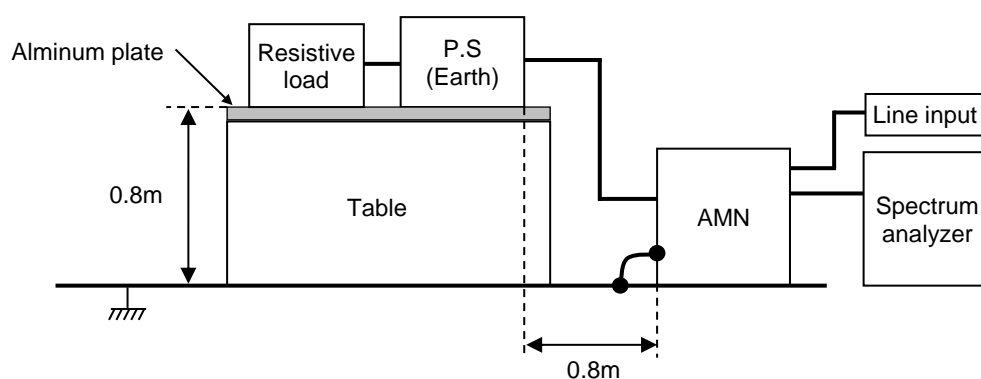 Alminum plate
Resistive
load
P.S
(Earth)
Line input
0.8m
Table
AMN
Spectrum
analyzer
0.8m